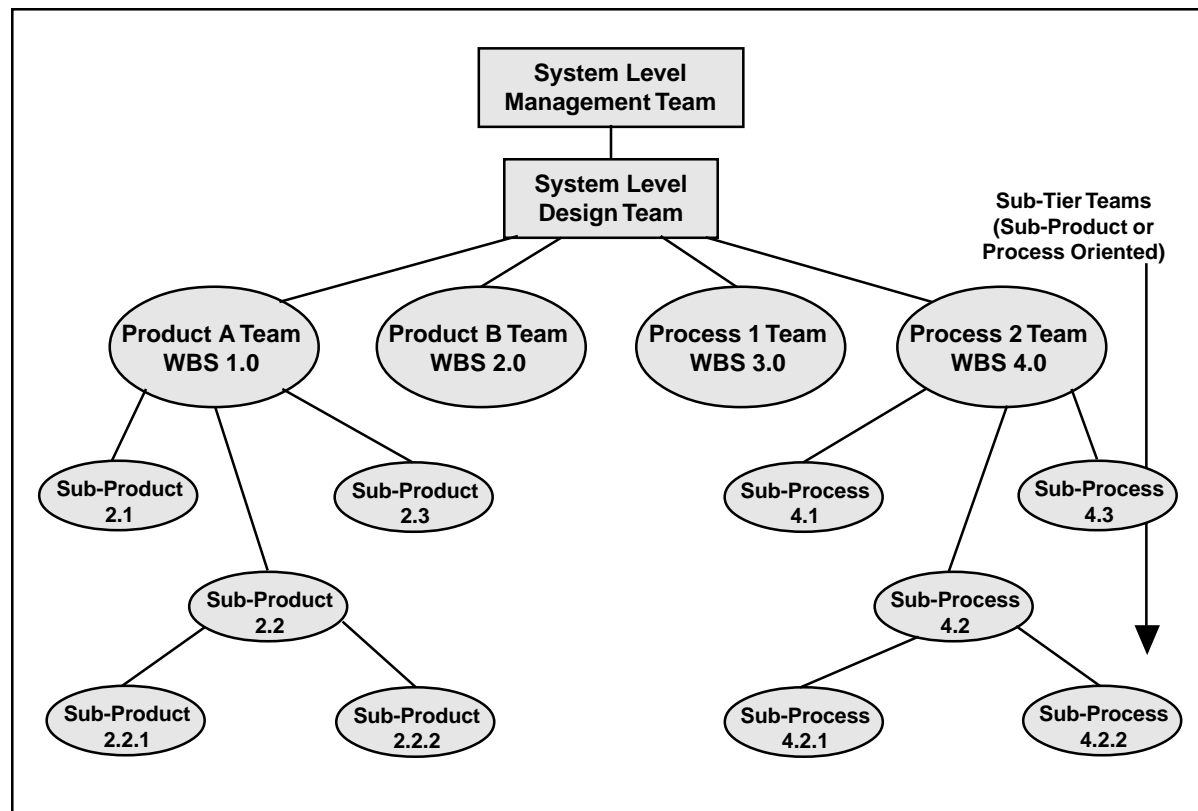 System Level
Management Team
System Level
Design Team
Sub-Tier Teams
(Sub-Product or
Process Oriented)
Product A Team
WBS 1.0
Product B Team
WBS 2.0
Process 1 Team
WBS 3.0
Process 2 Team
WBS 4.0
Sub-Product
2.1
Sub-Product
2.3
Sub-Process
4.1
Sub-Process
4.3
Sub-Product
2.2
Sub-Process
4.2
Sub-Product
2.2.1
Sub-Product
2.2.2
Sub-Process
4.2.1
Sub-Process
4.2.2